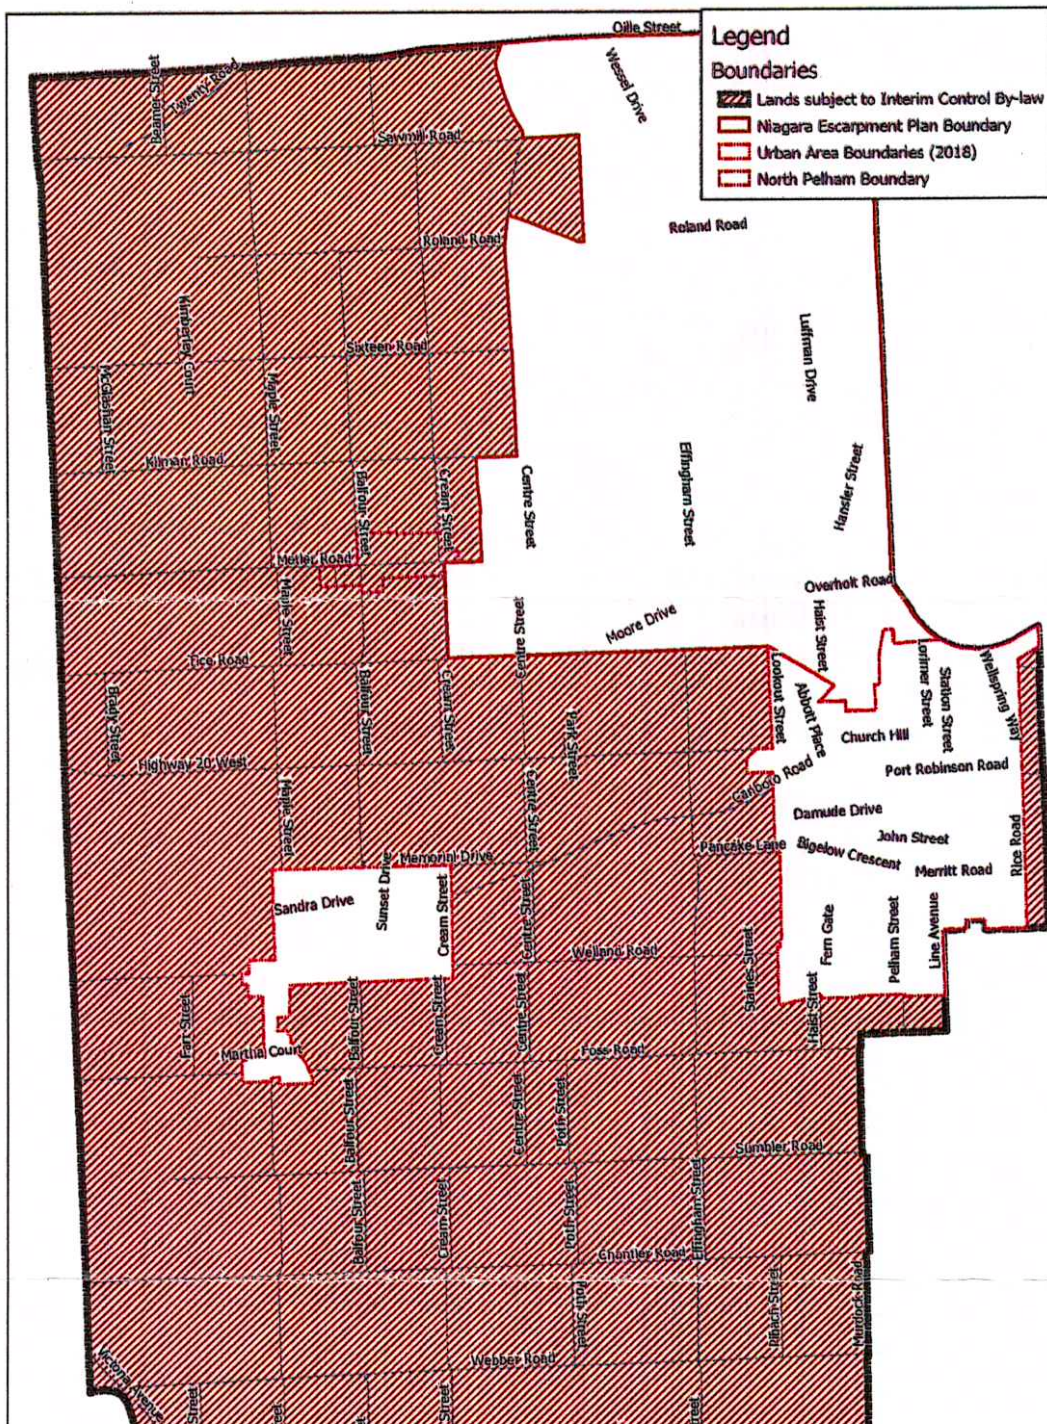 Oille Street
Legend
Boundaries
Lands subject to Interim Control By-law
Niagara Escarpment Plan Boundary
Urban Area Boundaries (2018)
North Pelham Boundary
Beamer Street
Twenty Road
Wessel Drive
Sawmill Road
Roland Road
Roland Road
Kimberley Court
Sixteen Road
Luffman Drive
McGlashan Street
Maple Street
Kilman Road
Balfour Street
Cream Street
Centre Street
Effingham Street
Hansler Street
Metler Road
Overholt Road
Maple Street
Centre Street
Moore Drive
Haist Street
Tice Road
Brady Street
Balfour Street
Cream Street
Park Street
Lookout Street
Abbott Place
Lorimer Street
Station Street
Wellspring Way
Church Hill
Highway 20 West
Port Robinson Road
Canboro Road
Maple Street
Centre Street
Damude Drive
John Street
Rice Road
Pancake Lane
Bigelow Crescent
Merritt Road
Memorial Drive
Sunset Drive
Sandra Drive
Cream Street
Centre Street
Fern Gate
Pelham Street
Line Avenue
Welland Road
Staines Street
Farr Street
Balfour Street
Cream Street
Centre Street
Haist Street
Martha Court
Foss Road
Balfour Street
Centre Street
Poth Street
Sumbler Road
Balfour Street
Cream Street
Poth Street
Effingham Street
Chantler Road
Poth Street
Murdock Road
Webber Road
Victoria Avenue
Street
Street
Street